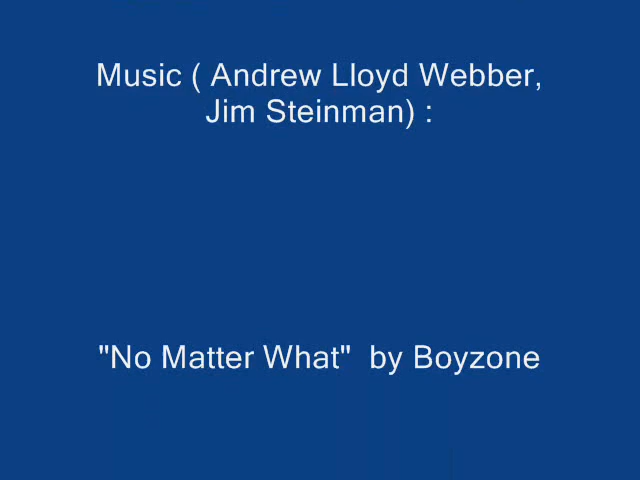 Music ( Andrew Lloyd Webber,
Jim Steinman) :
"No Matter What"  by Boyzone